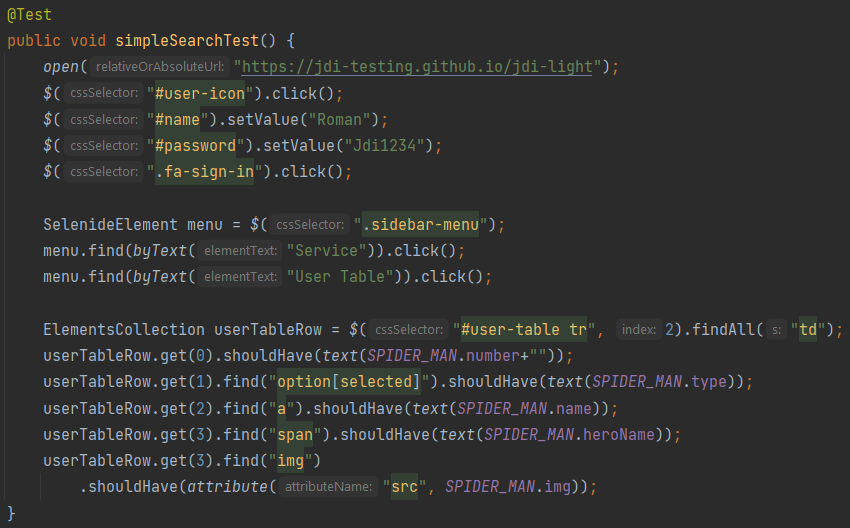 @Test
public void simpleSearchTest() {
open( relativeOrAbsoluteUrl: "https://jdi-testing.github.io/jdi-light");
$( cssSelector: "#user-icon").click();
$( cssSelector: "#name").setValue("Roman");
$( cssSelector: "#password").setValue("Jdi1234");
$( cssSelector: ".fa-sign-in").click();
SelenideElement menu = $( cssSelector: ".sidebar-menu");
menu.find(byText( elementText: "Service")).click();
menu.find(byText( elementText: "User Table")).click();
ElementsCollection userTableRow = $( cssSelector: "#user-table tr", index: 2).findAll( s: "td");
userTableRow.get(0).shouldHave(text(SPIDER_MAN.number+""));
userTableRow.get(1).find("option[selected]").shouldHave(text(SPIDER_MAN.type));
userTableRow.get(2).find("a").shouldHave(text(SPIDER_MAN.name));
userTableRow.get(3).find("span").shouldHave(text(SPIDER_MAN.heroName));
userTableRow.get(3).find("img")
.shouldHave(attribute( attributeName: "src", SPIDER_MAN.img));
}